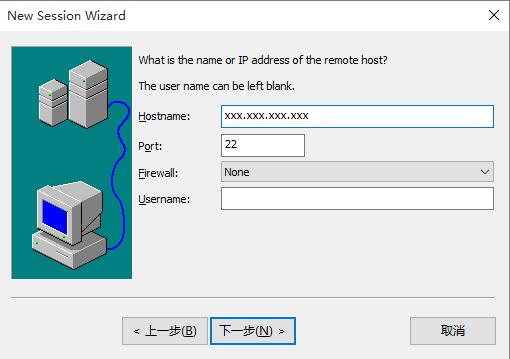 New Session Wizard
What is the name or IP address of the remote host?
The user name can be left blank.
Hostname: xxx.xxx.xxx.xxx
Port: 22
Firewall: None
Username:
< 上一步(B) 下一步(N) > 取消